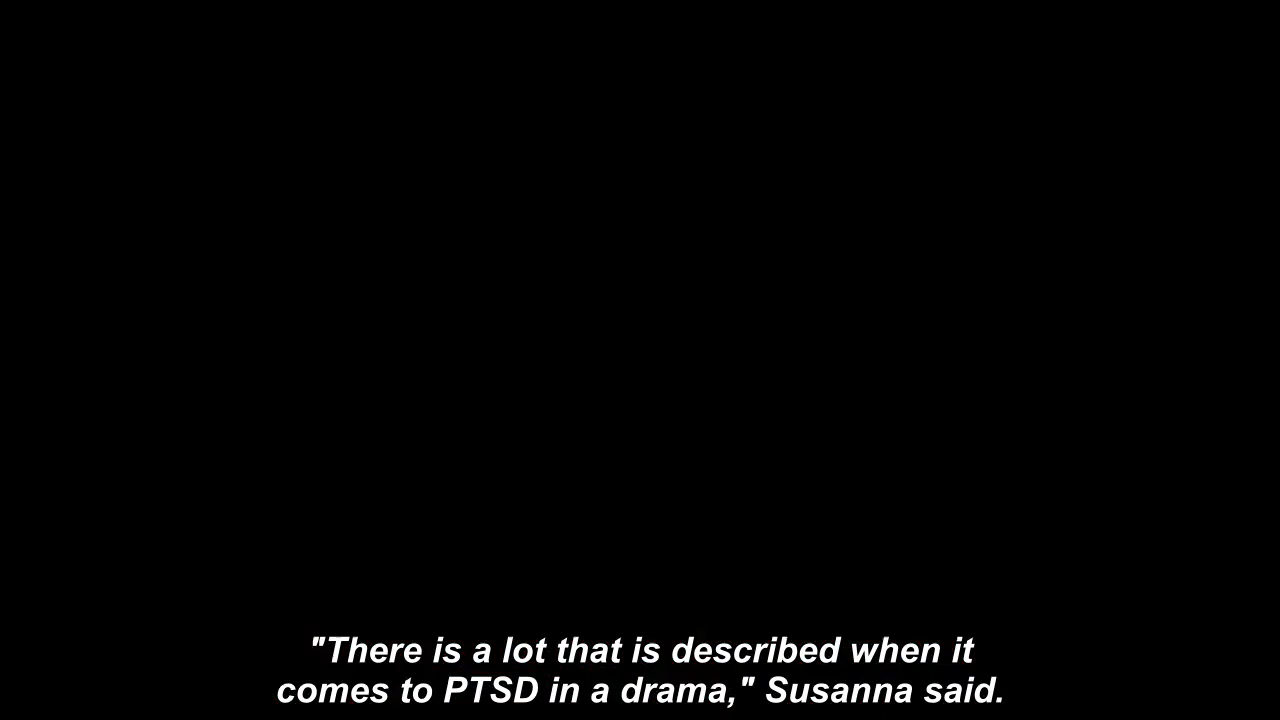 "There is a lot that is described when it
comes to PTSD in a drama," Susanna said.